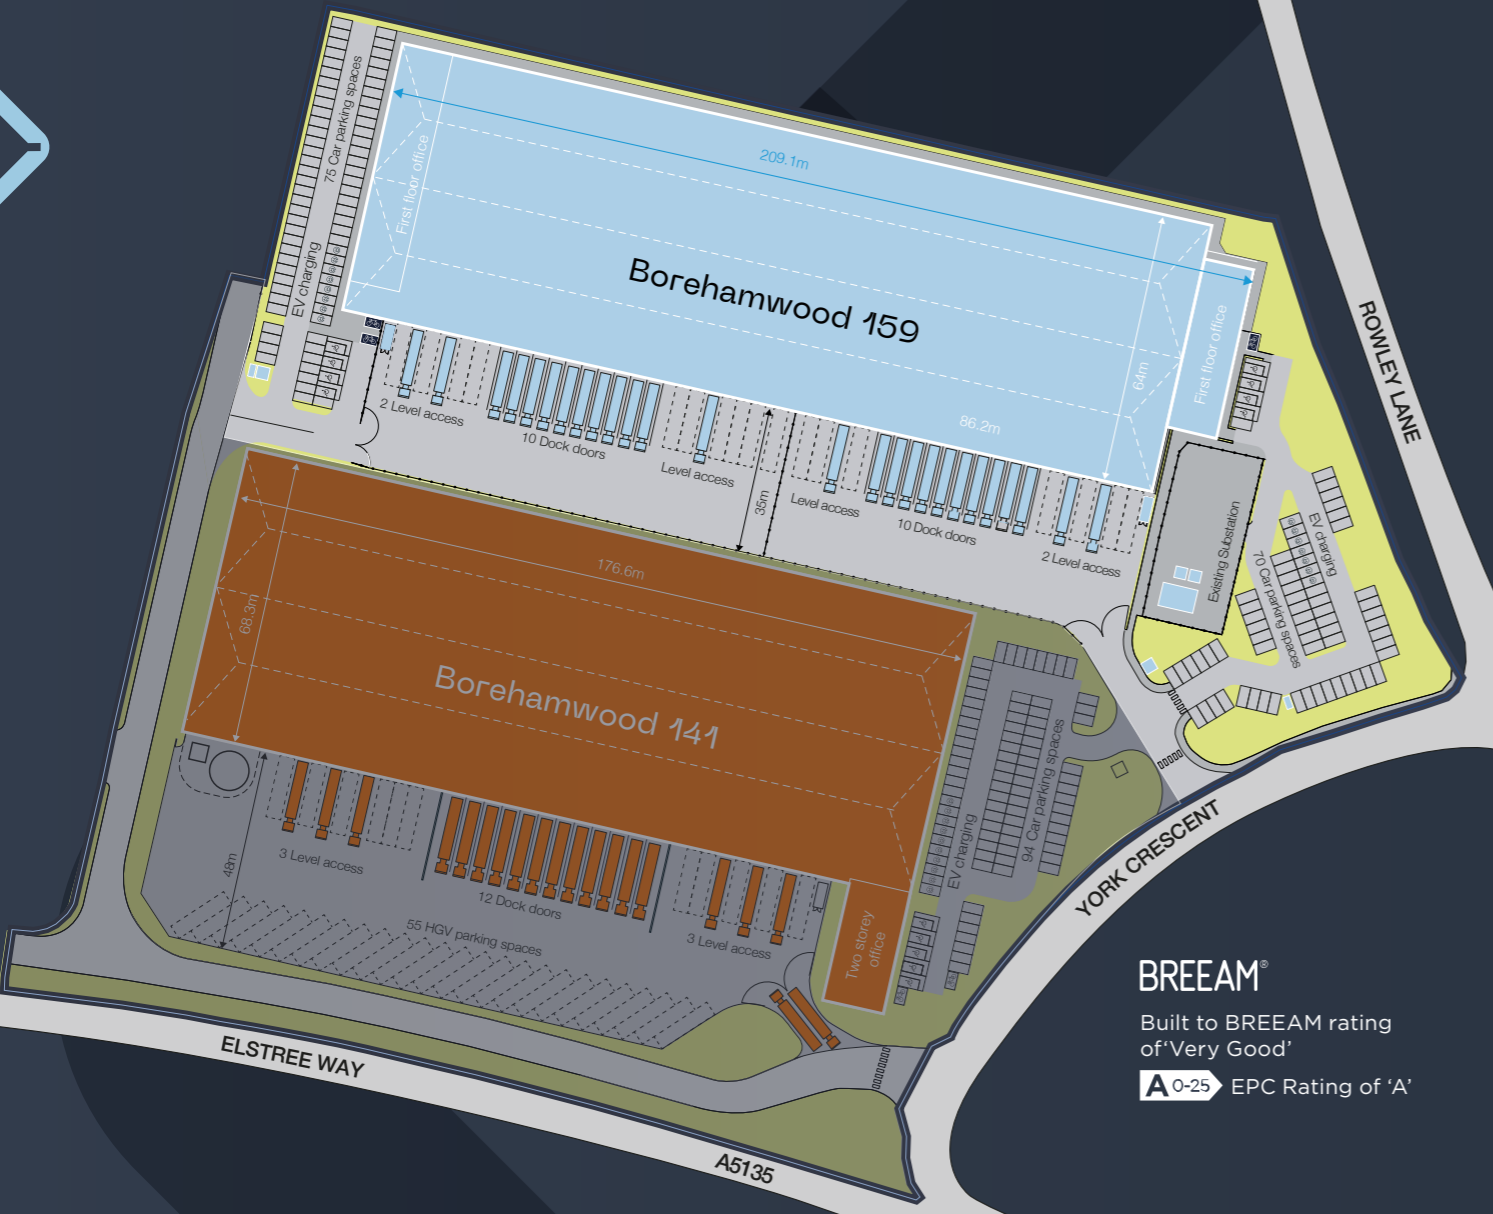 75 Car parking spaces
EV charging
First floor office
209.1m
Borehamwood 159
64m
86.2m
First floor office
ROWLEY LANE
2 Level access
10 Dock doors
Level access
35m
Level access
10 Dock doors
2 Level access
Existing Substation
EV charging
70 Car parking spaces
176.6m
68.3m
Borehamwood 141
48m
3 Level access
12 Dock doors
55 HGV parking spaces
3 Level access
Two storey
office
EV charging
94 Car parking spaces
YORK CRESCENT
ELSTREE WAY
A5135
BREEAM®
Built to BREEAM rating
of‘Very Good’
A 0-25 EPC Rating of ‘A’